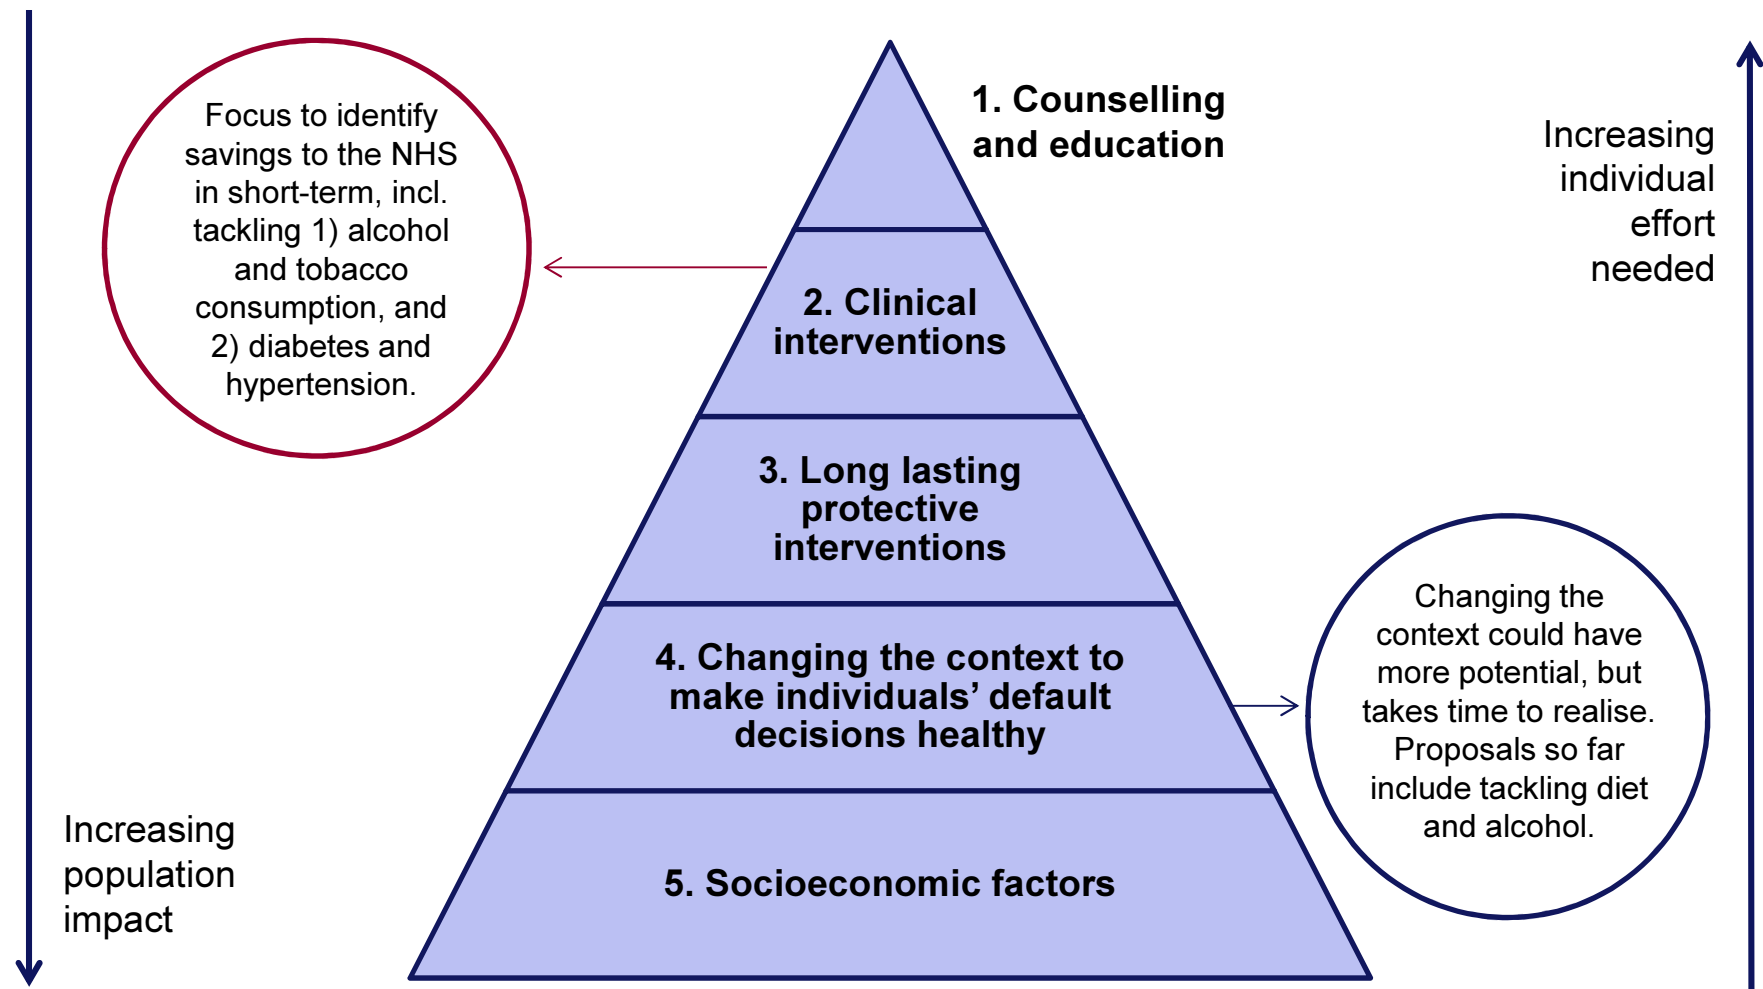 Focus to identify
savings to the NHS
in short-term, incl.
tackling 1) alcohol
and tobacco
consumption, and
2) diabetes and
hypertension.
1. Counselling
and education
Increasing
individual
effort
needed
2. Clinical
interventions
3. Long lasting
protective
interventions
4. Changing the context to
make individuals’ default
decisions healthy
Changing the
context could have
more potential, but
takes time to realise.
Proposals so far
include tackling diet
and alcohol.
Increasing
population
impact
5. Socioeconomic factors